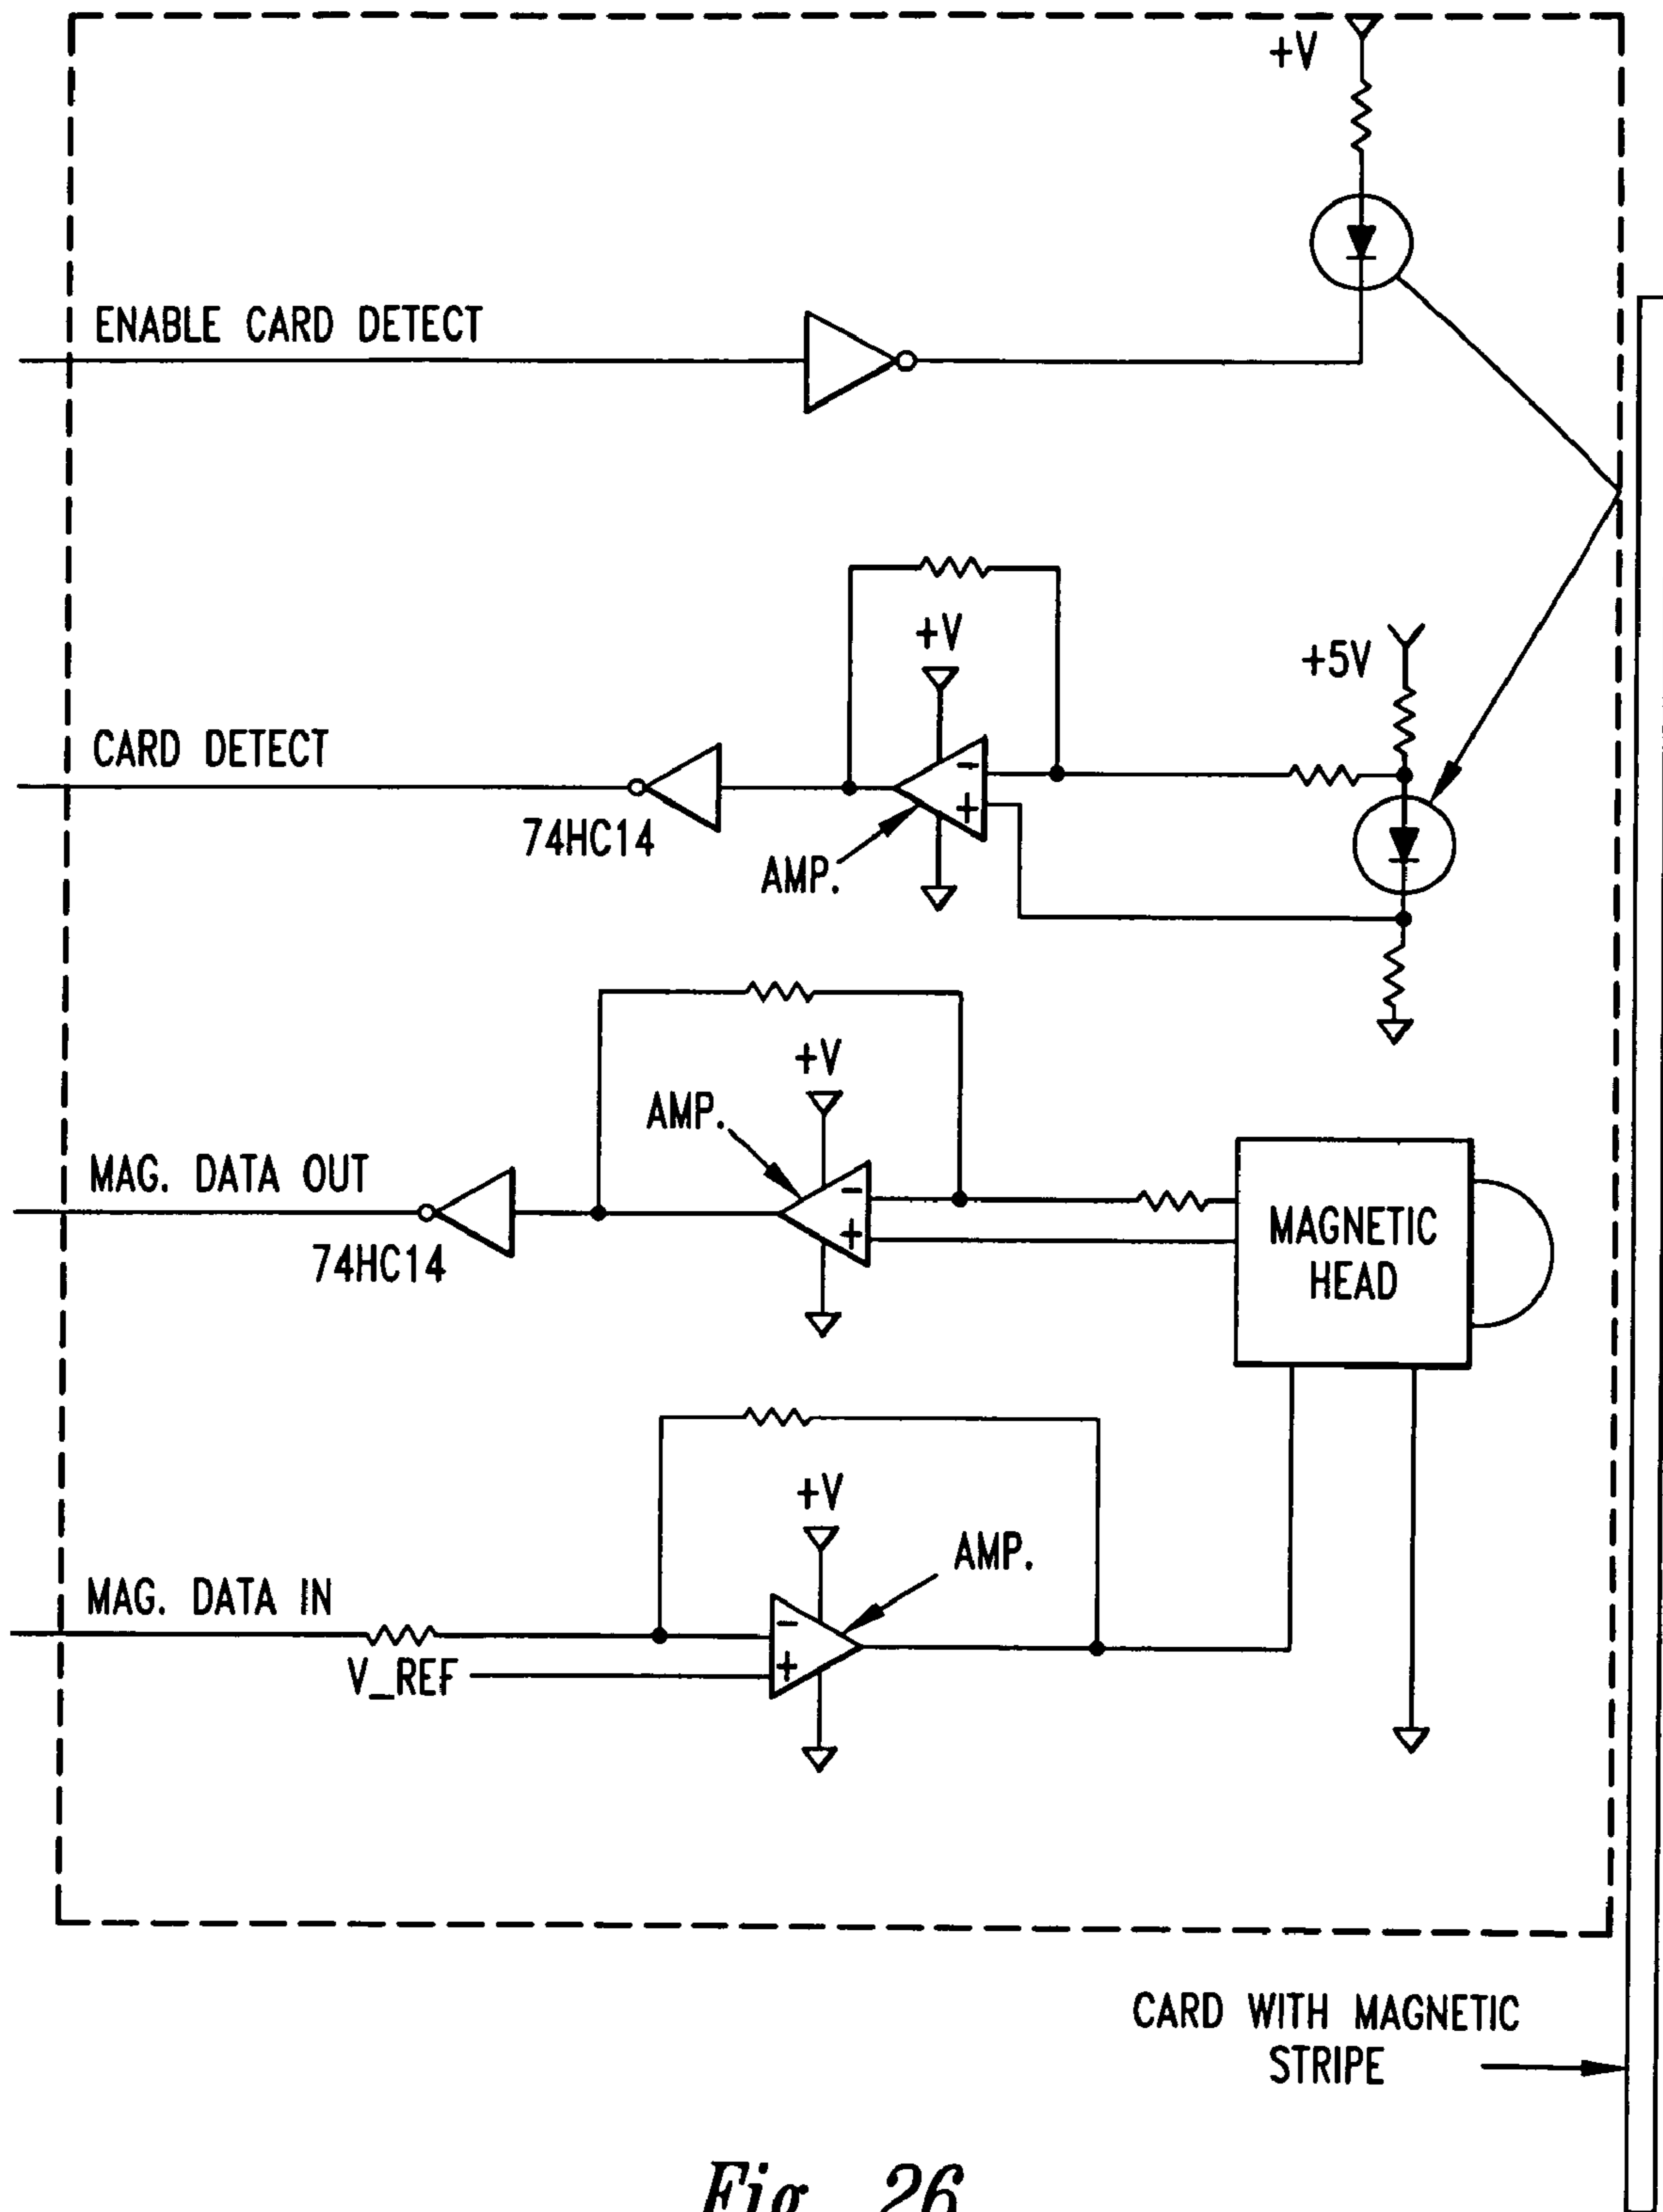 +V
ENABLE CARD DETECT
+V
+5V
CARD DETECT
-
+
74HC14
AMP.
+V
AMP.
MAG. DATA OUT
-
+
74HC14
MAGNETIC
HEAD
+V
AMP.
MAG. DATA IN
-
+
V_REF
CARD WITH MAGNETIC
STRIPE
Fig. 26